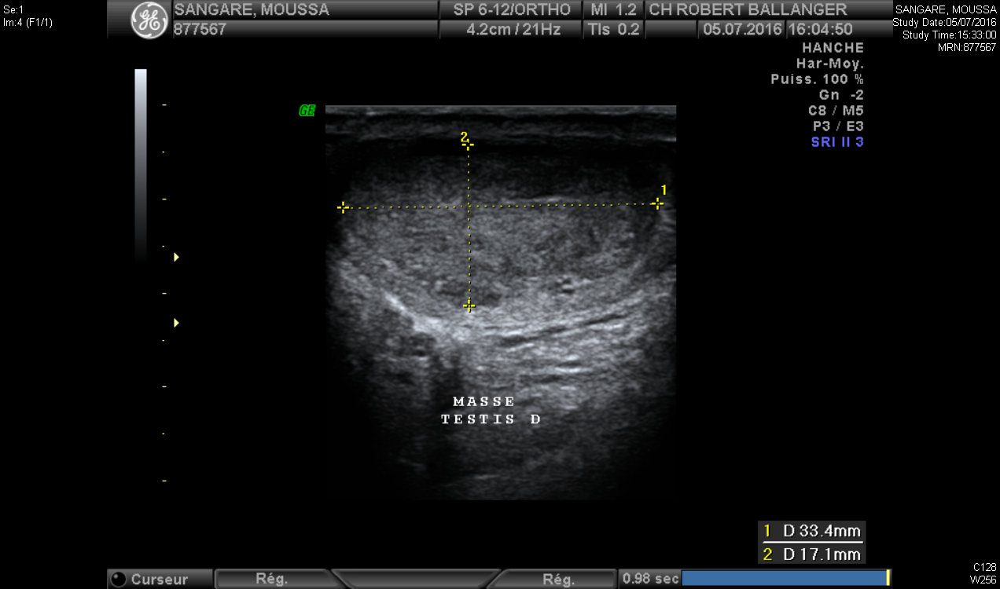 Se:1
Im:4 (F1/1)
GE
SANGARE, MOUSSA
877567
SP 6-12/ORTHO
4.2cm / 21Hz
MI 1.2
TIs 0.2
CH ROBERT BALLANGER
05.07.2016
16:04:50
SANGARE, MOUSSA
Study Date:05/07/2016
Study Time:15:33:00
MRN:877567
HANCHE
Har-Moy.
Puiss. 100 %
Gn -2
C8 / M5
P3 / E3
SRI II 3
GE
2
1
MASSE
TESTIS D
1 D 33.4mm
2 D 17.1mm
Curseur
Rég.
Rég.
0.98 sec
C128
W256